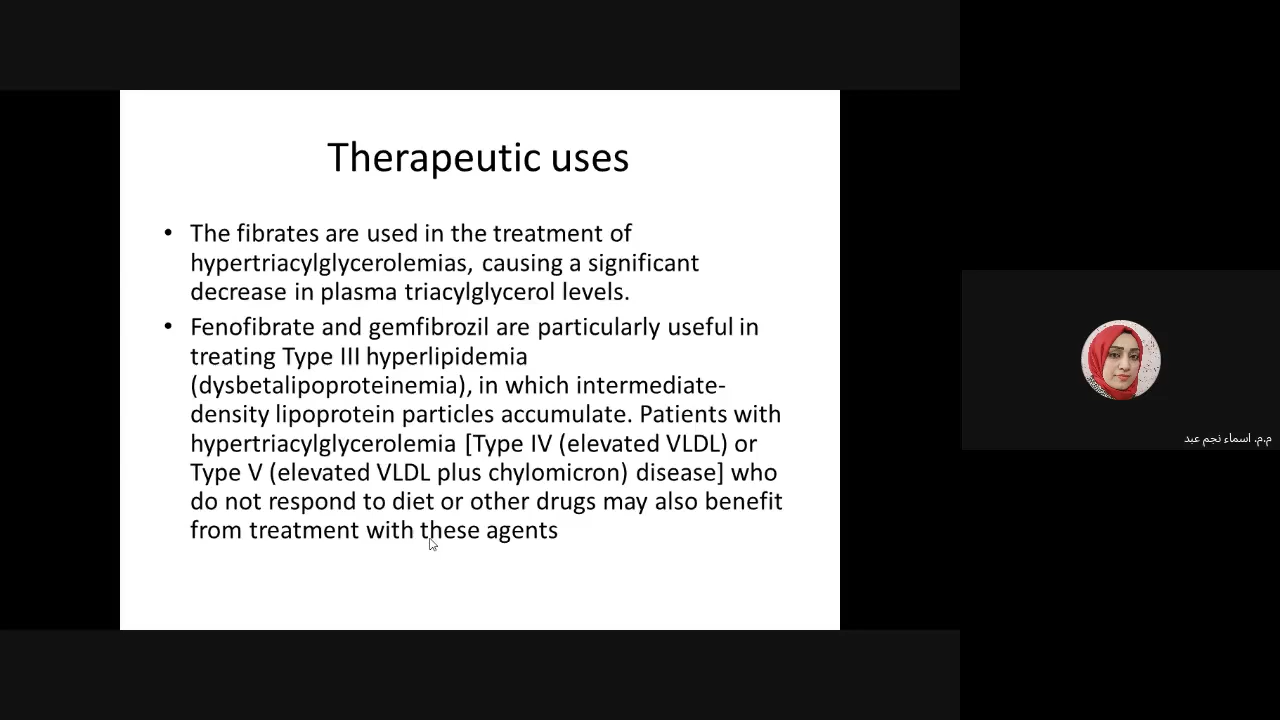 Therapeutic uses
• The fibrates are used in the treatment of
hypertriacylglycerolemias, causing a significant
decrease in plasma triacylglycerol levels.
• Fenofibrate and gemfibrozil are particularly useful in
treating Type III hyperlipidemia
(dysbetalipoproteinemia), in which intermediate-
density lipoprotein particles accumulate. Patients with
hypertriacylglycerolemia [Type IV (elevated VLDL) or
Type V (elevated VLDL plus chylomicron) disease] who
do not respond to diet or other drugs may also benefit
from treatment with these agents
م.م. اسماء نجم عبد